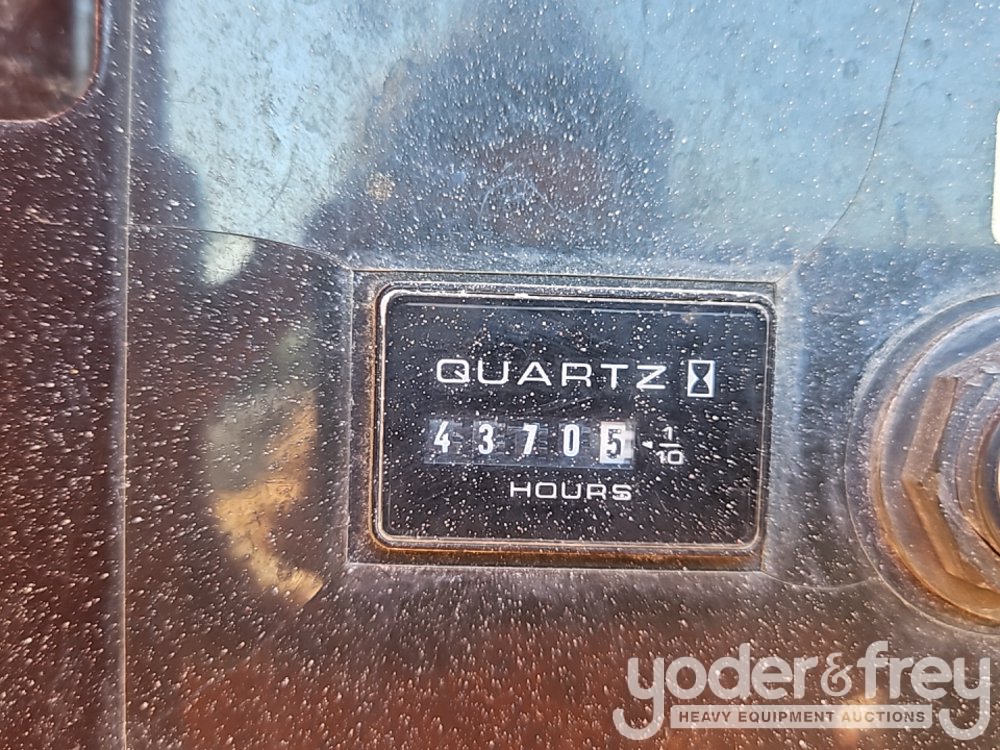 QUARTZ
43705 1/10
HOURS
yoder&frey
HEAVY EQUIPMENT AUCTIONS